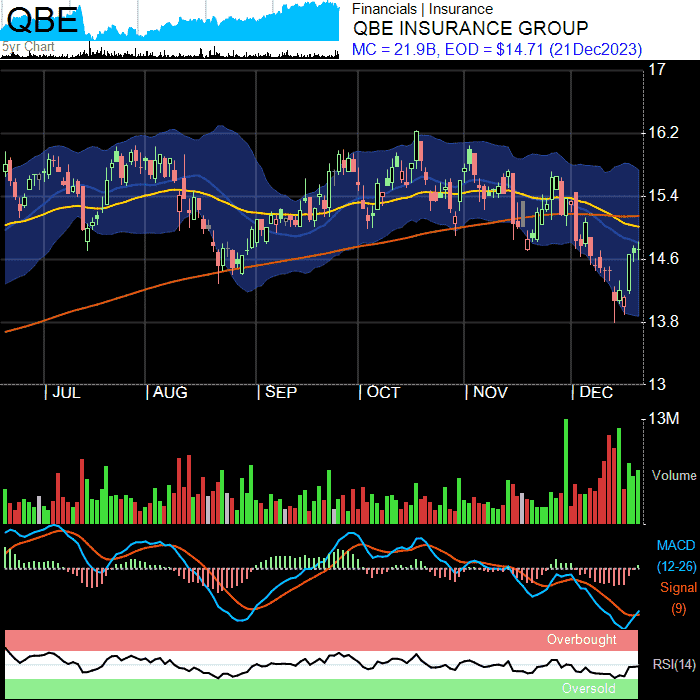 QBE
5yr Chart
Financials | Insurance
QBE INSURANCE GROUP
MC = 21.9B, EOD = $14.71 (21Dec2023)
17
16.2
15.4
14.6
13.8
13
JUL AUG SEP OCT NOV DEC
13M
Volume
MACD
(12-26)
Signal
(9)
Overbought
RSI(14)
Oversold